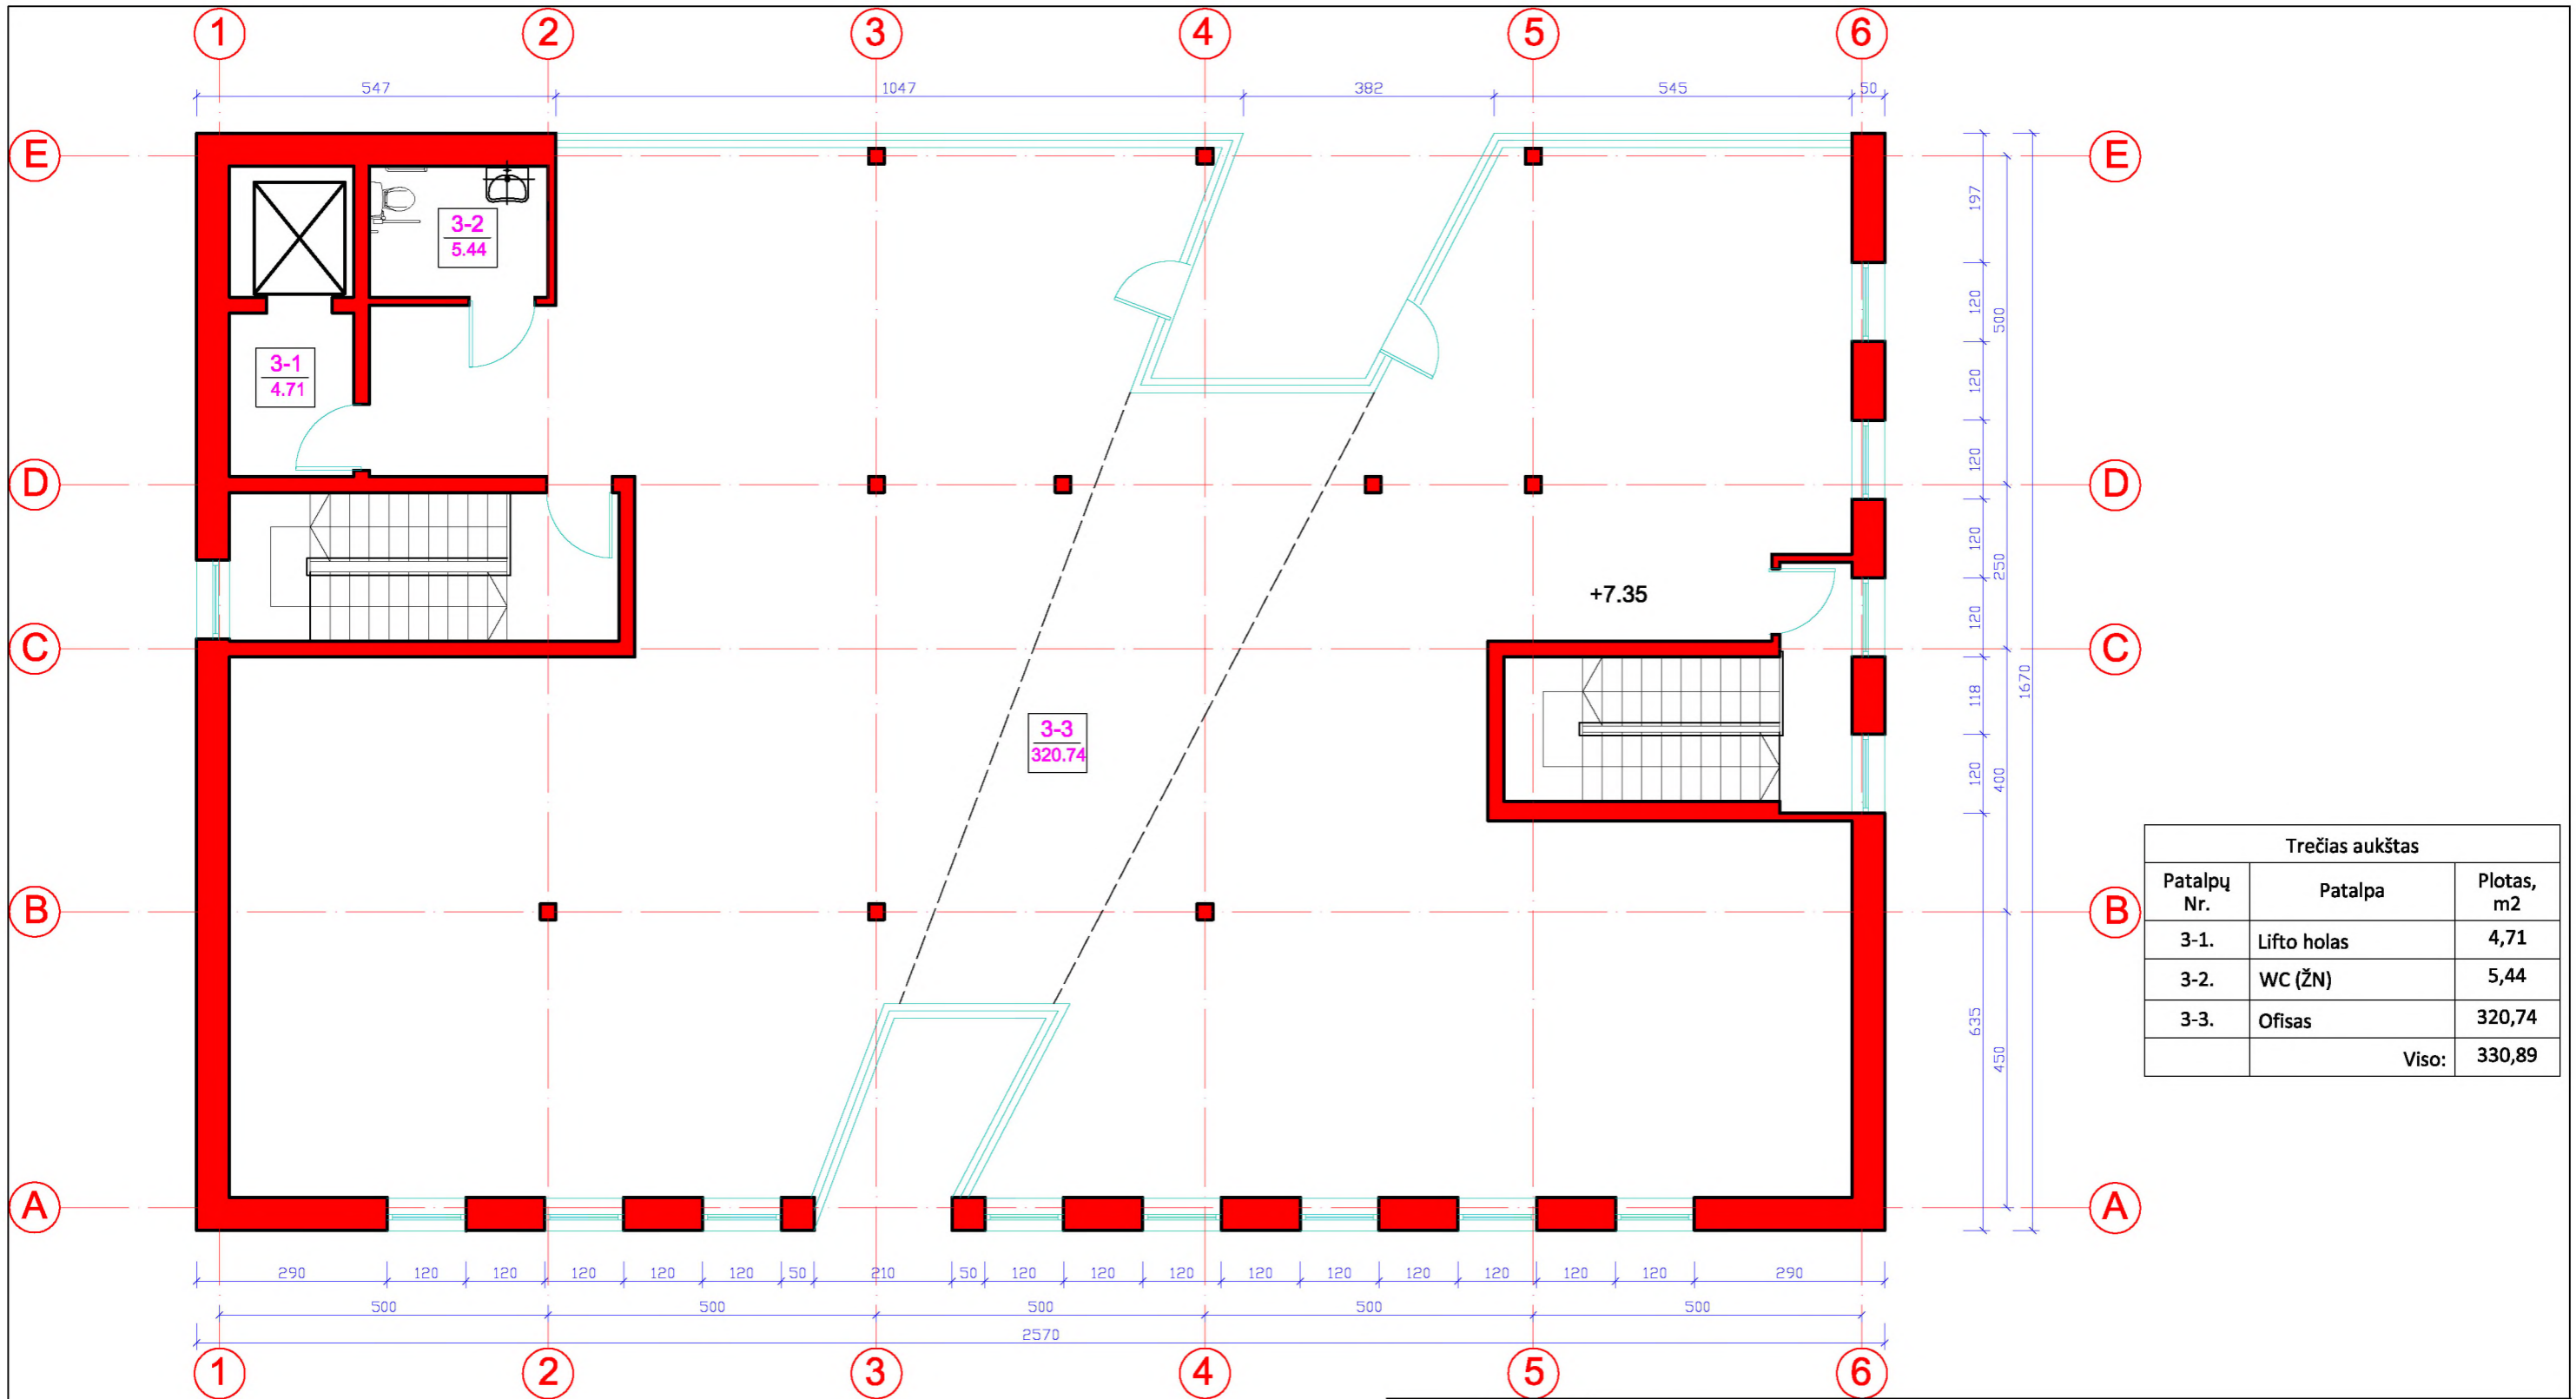 1 2 3 4 5 6
547 1047 382 545 50
E E
197
3-2
5.44
120
500
3-1
4.71
120
120
D D
120
250
+7.35
120
C C
118
1670
3-3
320.74
120
400
Trečias aukštas
Patalpų Nr. Patalpa Plotas, m2
3-1. Lifto holas 4,71
3-2. WC (ŽN) 5,44
3-3. Ofisas 320,74
Viso: 330,89
B B
635
450
A A
290 120 120 120 120 120 50 210 50 120 120 120 120 120 120 120 120 120 290
500 500 500 500 500
2570
1 2 3 4 5 6